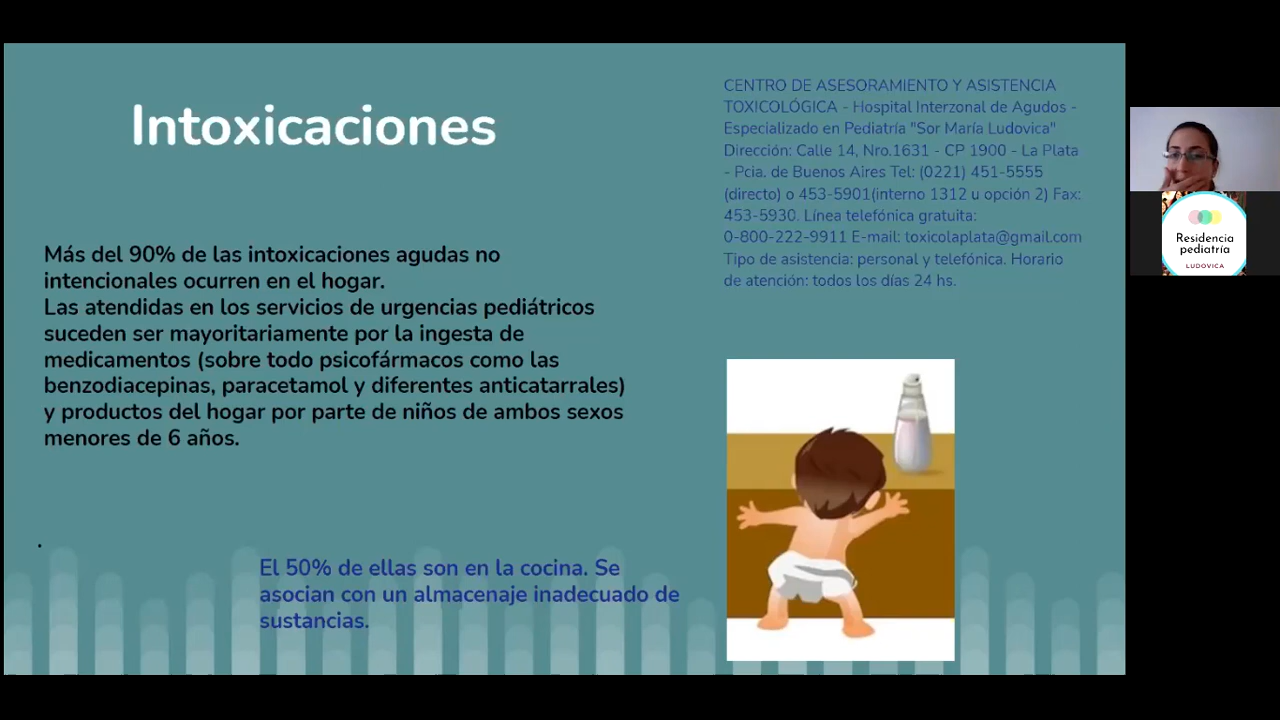 Intoxicaciones
CENTRO DE ASESORAMIENTO Y ASISTENCIA
TOXICOLÓGICA - Hospital Interzonal de Agudos -
Especializado en Pediatría "Sor María Ludovica"
Dirección: Calle 14, Nro.1631 - CP 1900 - La Plata
- Pcia. de Buenos Aires Tel: (0221) 451-5555
(directo) o 453-5901(interno 1312 u opción 2) Fax:
453-5930. Línea telefónica gratuita:
0-800-222-9911 E-mail: toxicolaplata@gmail.com
Tipo de asistencia: personal y telefónica. Horario
de atención: todos los días 24 hs.
Más del 90% de las intoxicaciones agudas no
intencionales ocurren en el hogar.
Las atendidas en los servicios de urgencias pediátricos
suceden ser mayoritariamente por la ingesta de
medicamentos (sobre todo psicofármacos como las
benzodiacepinas, paracetamol y diferentes anticatarrales)
y productos del hogar por parte de niños de ambos sexos
menores de 6 años.
.
El 50% de ellas son en la cocina. Se
asocian con un almacenaje inadecuado de
sustancias.
Residencia
pediatría
LUDOVICA